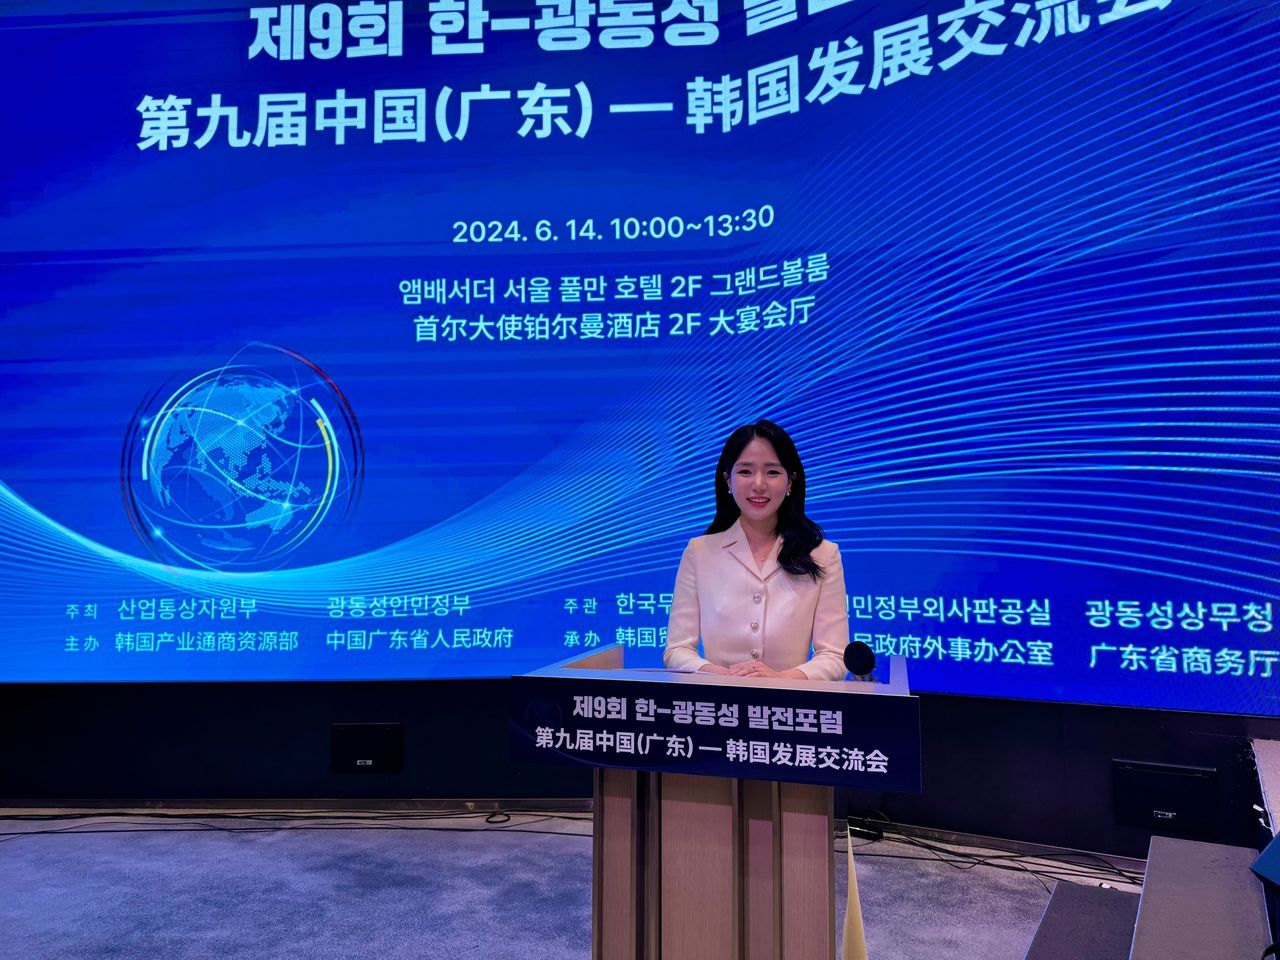 제9회 한-광동성
第九届中国(广东) — 韩国发展交流会
2024. 6. 14. 10:00~13:30
앰배서더 서울 풀만 호텔 2F 그랜드볼룸
首尔大使铂尔曼酒店 2F 大宴会厅
주최 산업통상자원부 광동성인민정부 주관 한국무 민정부외사판공실 광동성상무청
主办 韩国产业通商资源部 中国广东省人民政府 承办 韩国贸 民政府外事办公室 广东省商务厅
제9회 한-광동성 발전포럼
第九届中国(广东) — 韩国发展交流会